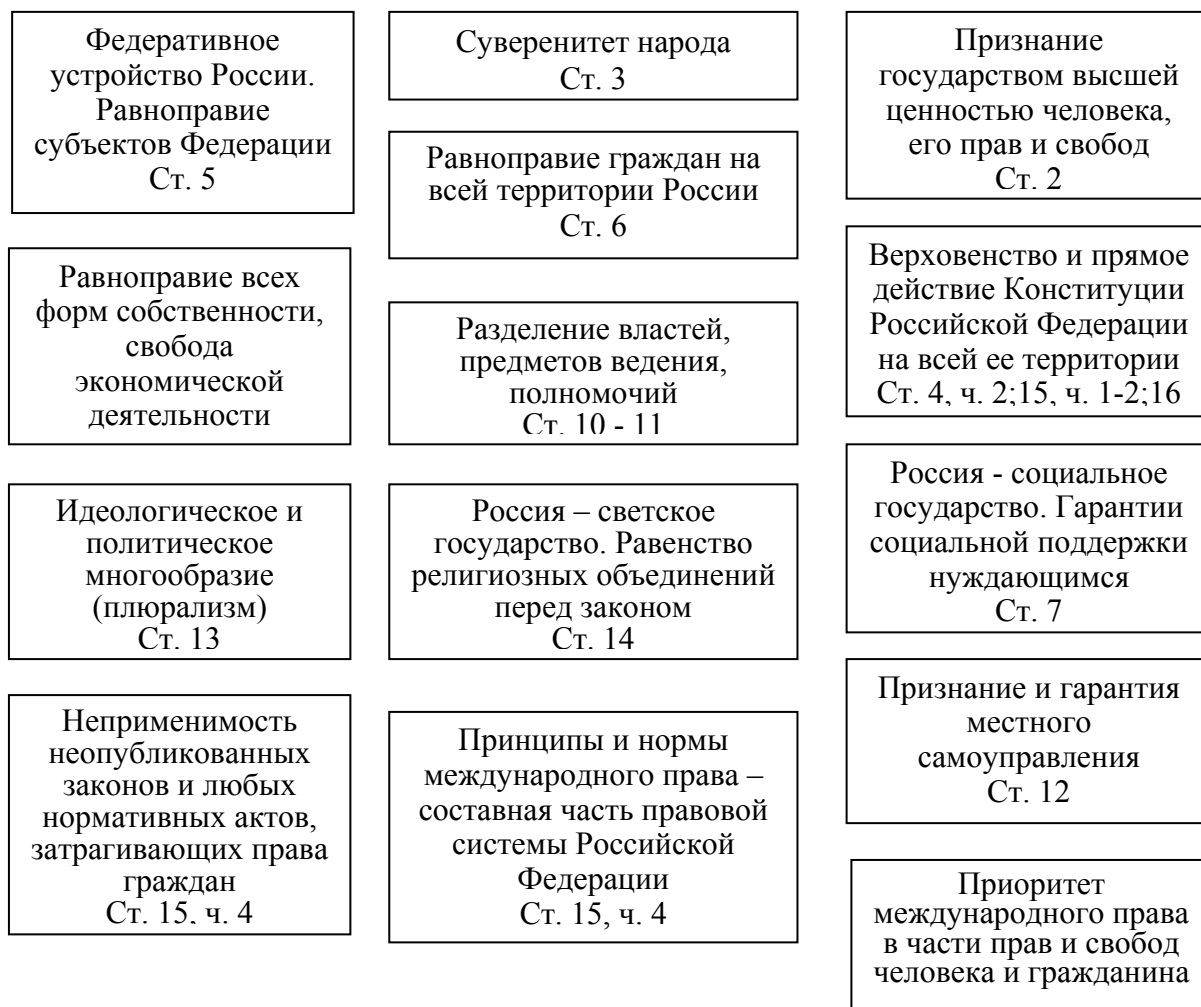 Федеративное
устройство России.
Равноправие
субъектов Федерации
Ст. 5
Суверенитет народа
Ст. 3
Признание
государством высшей
ценностью человека,
его прав и свобод
Ст. 2
Равноправие граждан на
всей территории России
Ст. 6
Равноправие всех
форм собственности,
свобода
экономической
деятельности
Разделение властей,
предметов ведения,
полномочий
Ст. 10 - 11
Верховенство и прямое
действие Конституции
Российской Федерации
на всей ее территории
Ст. 4, ч. 2;15, ч. 1-2;16
Идеологическое и
политическое
многообразие
(плюрализм)
Ст. 13
Россия – светское
государство. Равенство
религиозных объединений
перед законом
Ст. 14
Россия - социальное
государство. Гарантии
социальной поддержки
нуждающимся
Ст. 7
Неприменимость
неопубликованных
законов и любых
нормативных актов,
затрагивающих права
граждан
Ст. 15, ч. 4
Принципы и нормы
международного права –
составная часть правовой
системы Российской
Федерации
Ст. 15, ч. 4
Признание и гарантия
местного
самоуправления
Ст. 12
Приоритет
международного права
в части прав и свобод
человека и гражданина